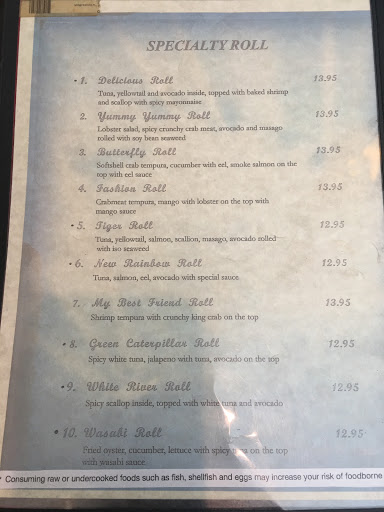 SPECIALTY ROLL
• 1. Delicious Roll 13.95
Tuna, yellowtail and avocado inside, topped with baked shrimp
and scallop with spicy mayonnaise
2. Yummy Yummy Roll 13.95
Lobster salad, spicy crunchy crab meat, avocado and masago
rolled with soy bean seaweed
3. Butterfly Roll 13.95
Softshell crab tempura, cucumber with eel, smoke salmon on the
top with eel sauce
4. Fashion Roll 13.95
Crabmeat tempura, mango with lobster on the top with
mango sauce
• 5. Tiger Roll 12.95
Tuna, yellowtail, salmon, scallion, masago, avocado rolled
with iso seaweed
• 6. New Rainbow Roll 12.95
Tuna, salmon, eel, avocado with special sauce
7. My Best Friend Roll 13.95
Shrimp tempura with crunchy king crab on the top
• 8. Green Caterpillar Roll 12.95
Spicy white tuna, jalapeno with tuna, avocado on the top
•9. White River Roll 12.95
Spicy scallop inside, topped with white tuna and avocado
• 10. Wasabi Roll 12.95
Fried oyster, cucumber, lettuce with spicy tuna on the top
with wasabi sauce
* Consuming raw or undercooked foods such as fish, shellfish and eggs may increase your risk of foodborne